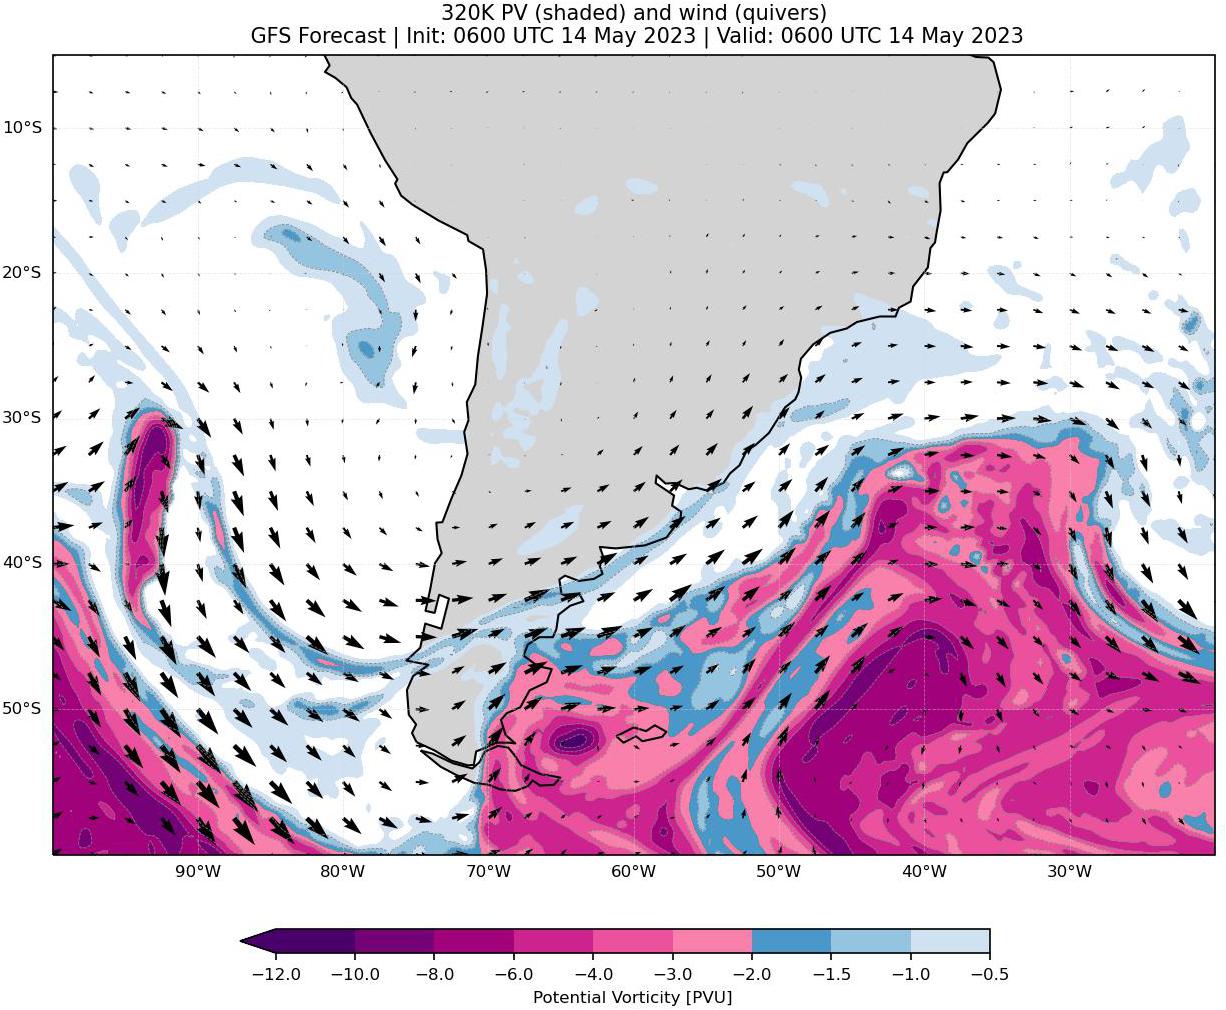 320K PV (shaded) and wind (quivers)
GFS Forecast | Init: 0600 UTC 14 May 2023 | Valid: 0600 UTC 14 May 2023
10°S
20°S
30°S
40°S
50°S
90°W 80°W 70°W 60°W 50°W 40°W 30°W
−12.0 −10.0 −8.0 −6.0 −4.0 −3.0 −2.0 −1.5 −1.0 −0.5
Potential Vorticity [PVU]